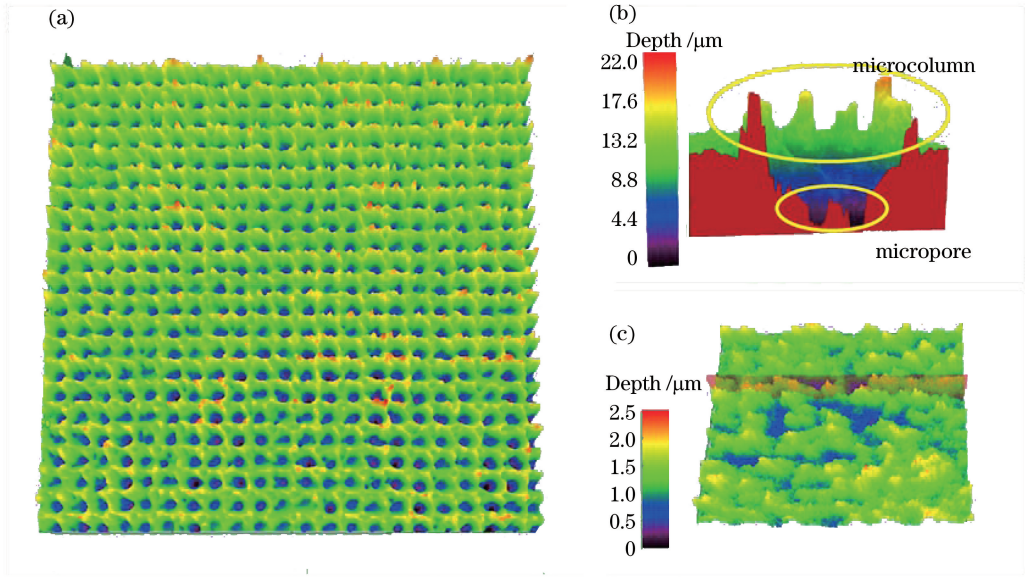 (a)
(b)
Depth /μm
22.0
17.6
13.2
8.8
4.4
0
microcolumn
micropore
(c)
Depth /μm
2.5
2.0
1.5
1.0
0.5
0